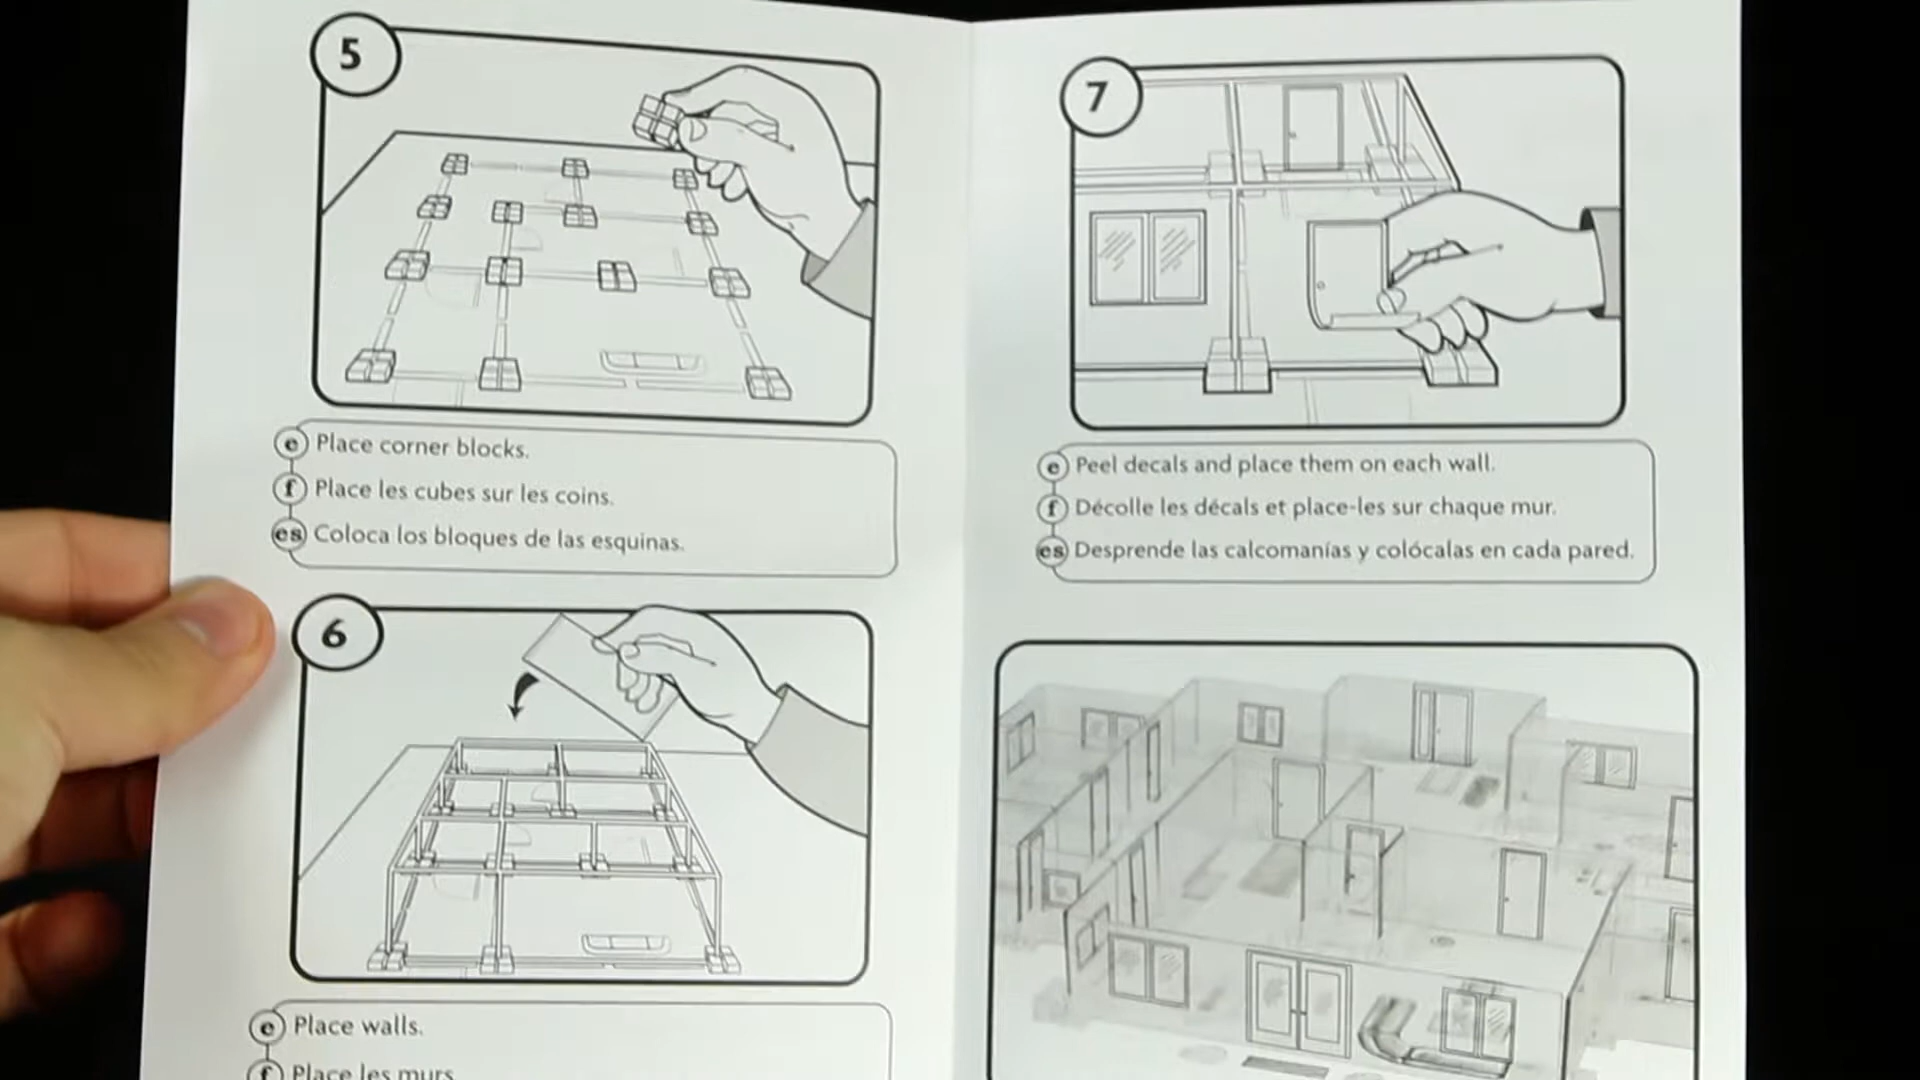 5
e Place corner blocks.
f Place les cubes sur les coins.
es Coloca los bloques de las esquinas.
6
e Place walls.
f Place les murs
7
e Peel decals and place them on each wall.
f Décolle les décals et place-les sur chaque mur.
es Desprende las calcomanías y colócalas en cada pared.